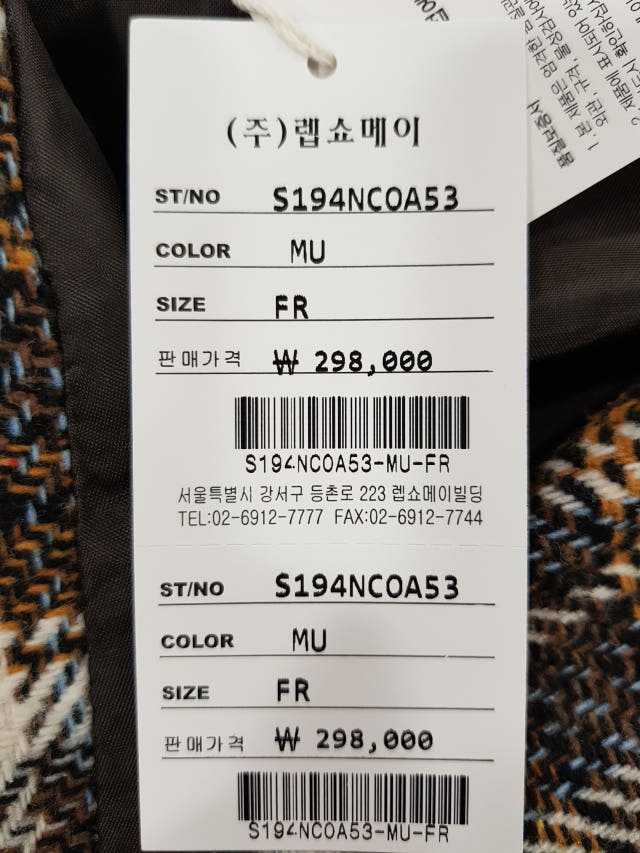 (주)렙쇼메이
ST/NO S194NCOA53
COLOR MU
SIZE FR
판매가격 ₩ 298,000
S194NCOA53-MU-FR
서울특별시 강서구 등촌로 223 렙쇼메이빌딩
TEL:02-6912-7777 FAX:02-6912-7744
ST/NO S194NCOA53
COLOR MU
SIZE FR
판매가격 ₩ 298,000
S194NCOA53-MU-FR